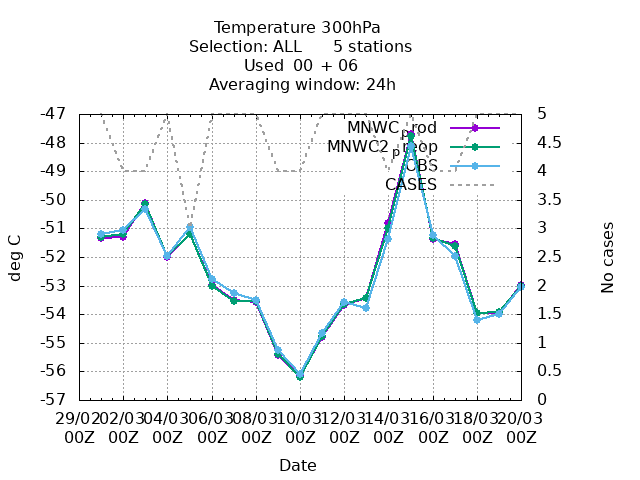 Temperature 300hPa
Selection: ALL 5 stations
Used 00 + 06
Averaging window: 24h
MNWC_prod
MNWC2_preop
OBS
CASES
-47
-48
-49
-50
-51
-52
-53
-54
-55
-56
-57
5
4.5
4
3.5
3
2.5
2
1.5
1
0.5
0
deg C
No cases
29/02 02/03 04/03 06/03 08/03 10/03 12/03 14/03 16/03 18/03 20/03
00Z 00Z 00Z 00Z 00Z 00Z 00Z 00Z 00Z 00Z 00Z
Date